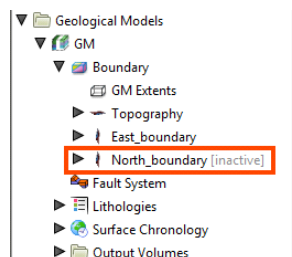 Geological Models
GM
Boundary
GM Extents
Topography
East_boundary
North_boundary [inactive]
Fault System
Lithologies
Surface Chronology
Output Volumes